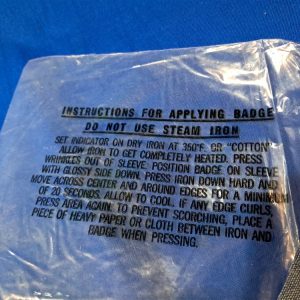 INSTRUCTIONS FOR APPLYING BADGE
DO NOT USE STEAM IRON
SET INDICATOR ON DRY IRON AT 350°F. OR "COTTON"
ALLOW IRON TO GET COMPLETELY HEATED. PRESS
WRINKLES OUT OF SLEEVE. POSITION BADGE ON SLEEVE
WITH GLOSSY SIDE DOWN. PRESS IRON DOWN HARD AND
MOVE ACROSS CENTER AND AROUND EDGES FOR A MINIMUM
OF 20 SECONDS. ALLOW TO COOL. IF ANY EDGE CURLS,
PRESS AREA AGAIN. TO PREVENT SCORCHING, PLACE A
PIECE OF HEAVY PAPER OR CLOTH BETWEEN IRON AND
BADGE WHEN PRESSING.